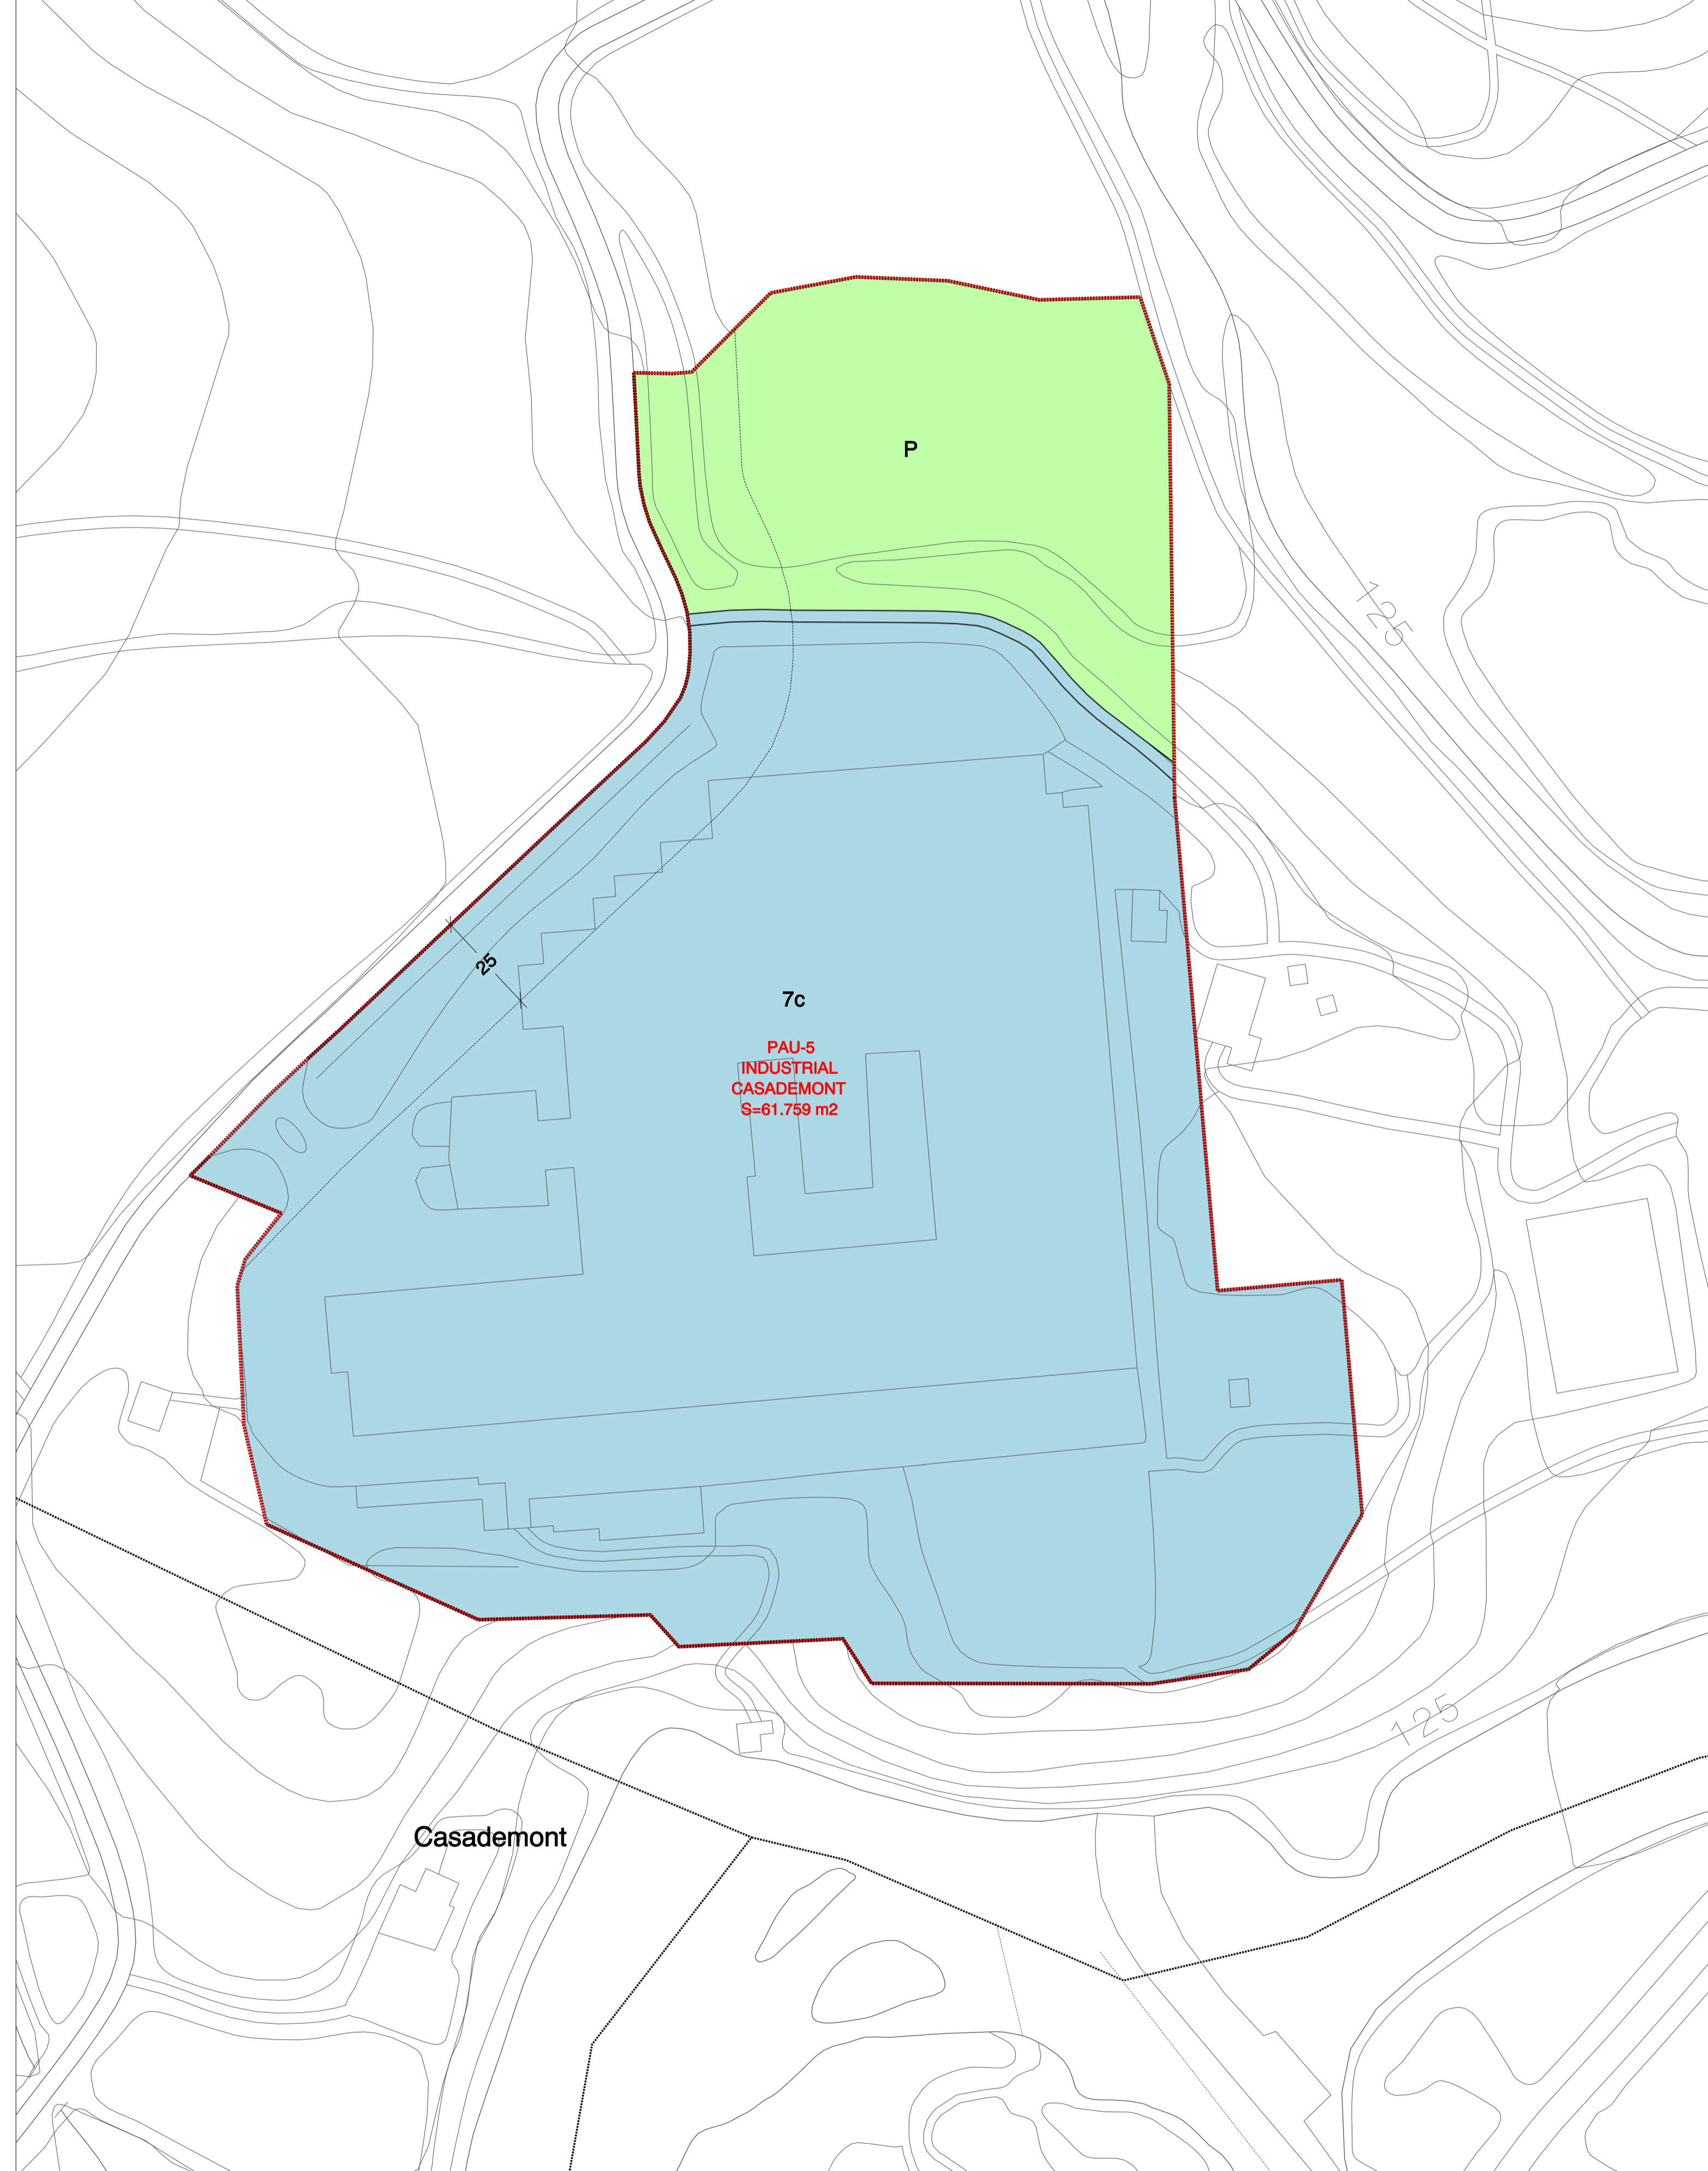 P
125
25
7c
PAU-5
INDUSTRIAL
CASADEMONT
S=61.759 m2
125
Casademont